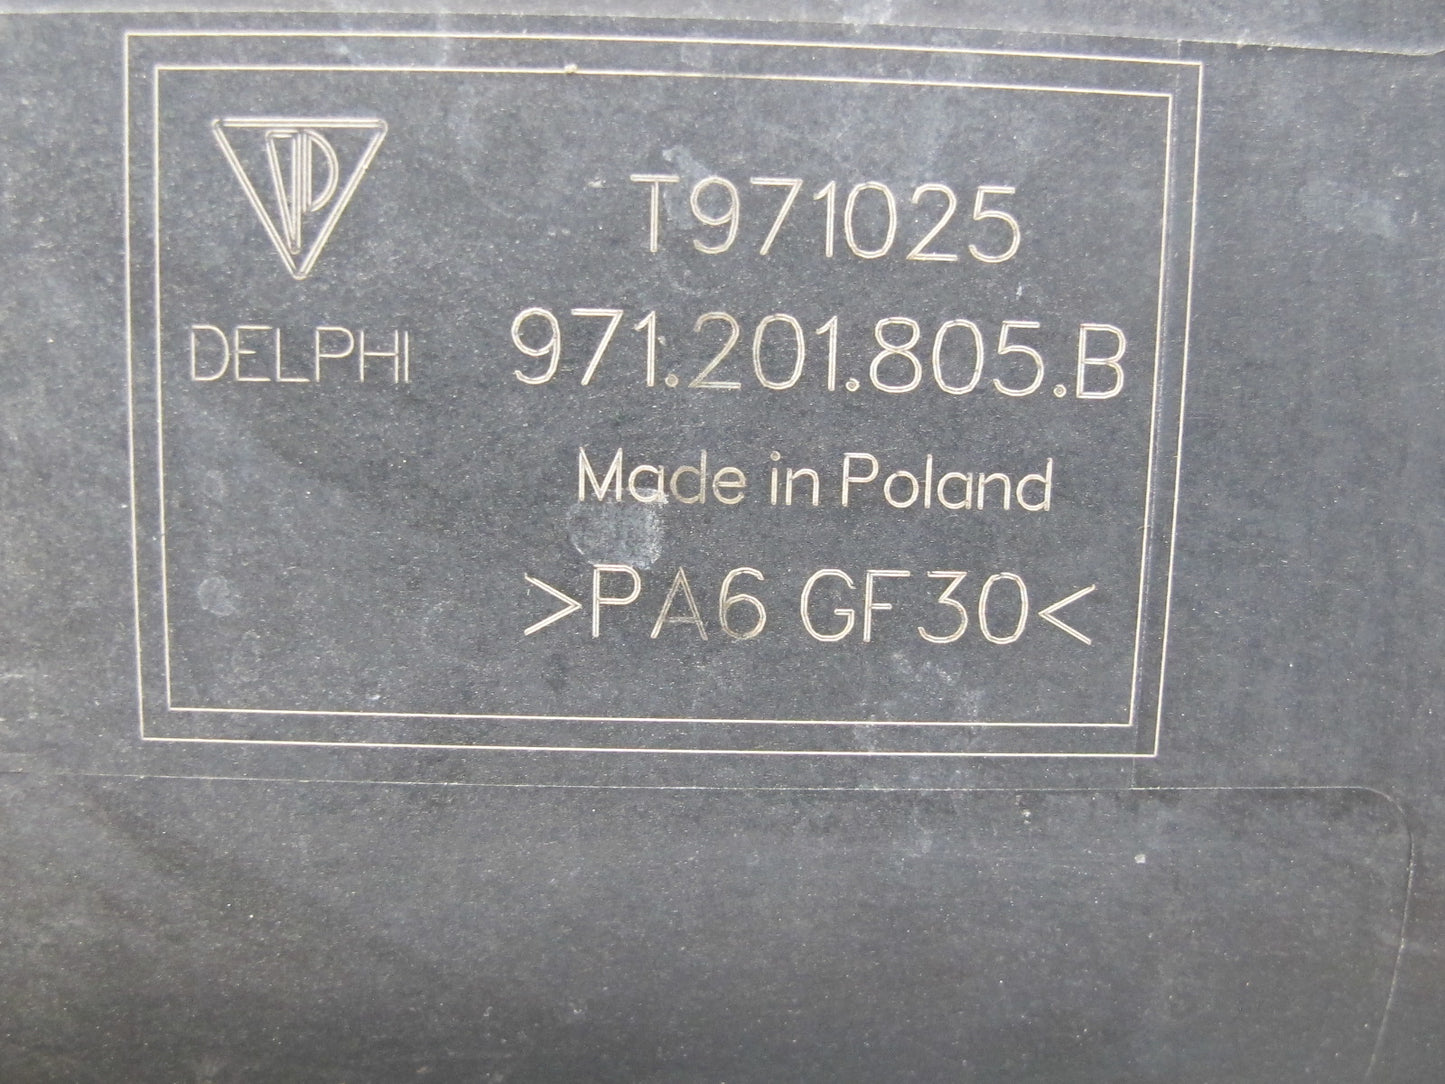 T971025
DELPHI 971.201.805.B
Made in Poland
>PA6 GF30<